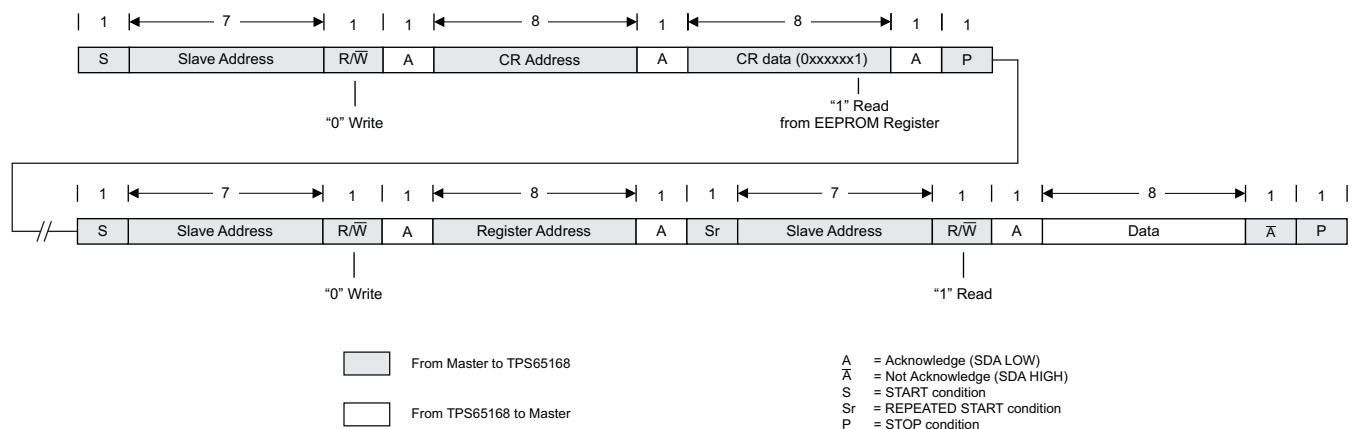 1 7 1 1 8 1 8 1 1
S Slave Address R/W̅ A CR Address A CR data (0xxxxxx1) A P
"0" Write
"1" Read
from EEPROM Register
1 7 1 1 8 1 1 7 1 1 8 1 1
S Slave Address R/W̅ A Register Address A Sr Slave Address R/W̅ A Data A̅ P
"0" Write
"1" Read
From Master to TPS65168
From TPS65168 to Master
A = Acknowledge (SDA LOW)
A̅ = Not Acknowledge (SDA HIGH)
S = START condition
Sr = REPEATED START condition
P = STOP condition